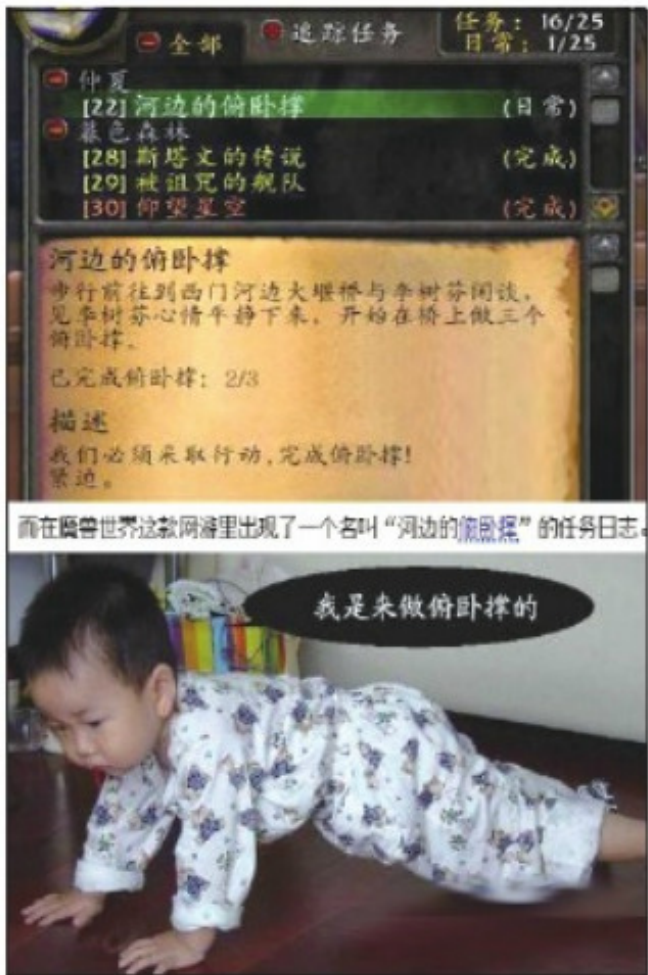 全部
追踪任务
任务：16/25
日常：1/25
仲夏
[22] 河边的俯卧撑 (日常)
暮色森林
[28] 斯塔文的传说 (完成)
[29] 被诅咒的舰队
[30] 仰望星空 (完成)
河边的俯卧撑
步行前往到西门河边大堰桥与李树芬闲谈，
见李树芬心情平静下来，开始在桥上做三个
俯卧撑。
已完成俯卧撑：2/3
描述
我们必须采取行动,完成俯卧撑!
紧迫。
而在魔兽世界这款网游里出现了一个名叫“河边的俯卧撑”的任务日志。
我是来做俯卧撑的